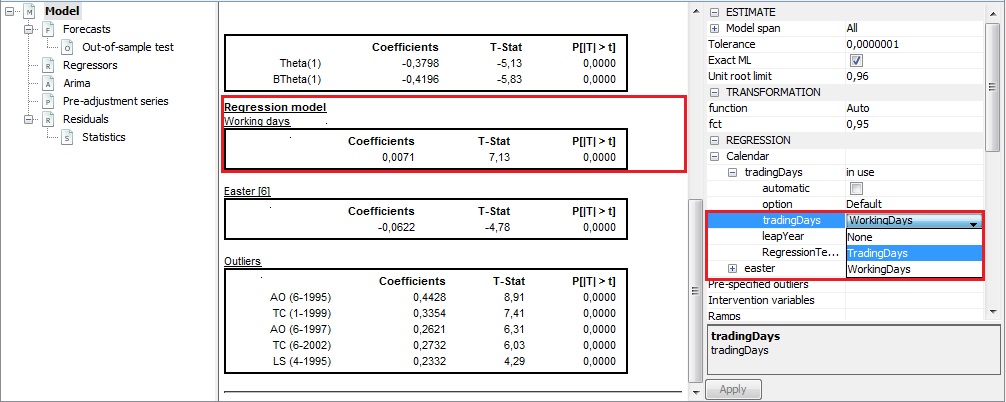 Model
Forecasts
Out-of-sample test
Regressors
Arima
Pre-adjustment series
Residuals
Statistics
Coefficients T-Stat P[|T| > t]
Theta(1) -0,3798 -5,13 0,0000
BTheta(1) -0,4196 -5,83 0,0000
Regression model
Working days
Coefficients T-Stat P[|T| > t]
0,0071 7,13 0,0000
Easter [6]
Coefficients T-Stat P[|T| > t]
-0,0622 -4,78 0,0000
Outliers
Coefficients T-Stat P[|T| > t]
AO (6-1995) 0,4428 8,91 0,0000
TC (1-1999) 0,3354 7,41 0,0000
AO (6-1997) 0,2621 6,31 0,0000
TC (6-2002) 0,2732 6,03 0,0000
LS (4-1995) 0,2332 4,29 0,0000
ESTIMATE
Model span All
Tolerance 0,0000001
Exact ML
Unit root limit 0,96
TRANSFORMATION
function Auto
fct 0,95
REGRESSION
Calendar
tradingDays in use
automatic
option Default
tradingDays WorkingDays
leapYear None
RegressionTe... TradingDays
easter WorkingDays
Pre-specified outliers
Intervention variables
Ramps
tradingDays
tradingDays
Apply